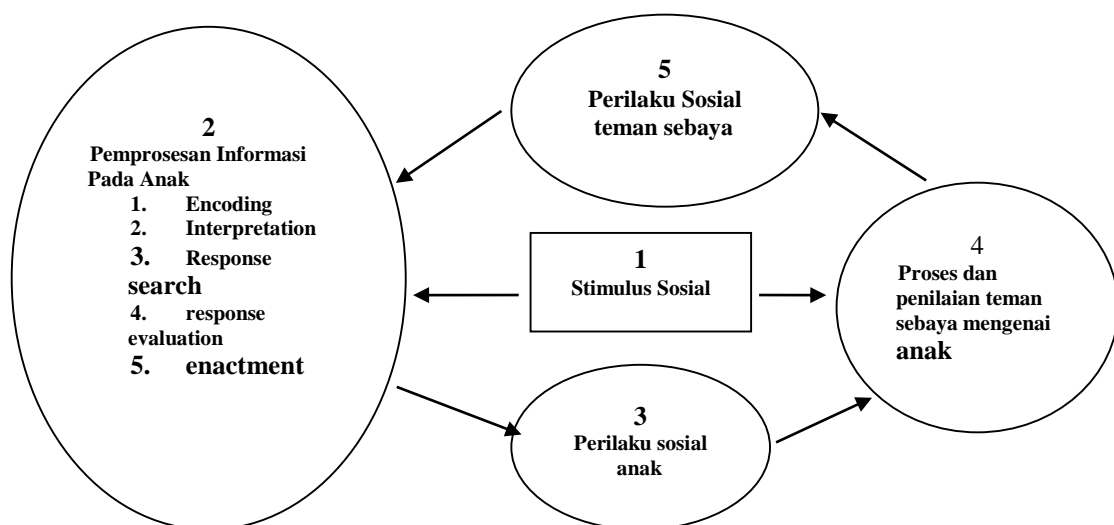 1
Stimulus Sosial
2
Pemprosesan Informasi
Pada Anak
1. Encoding
2. Interpretation
3. Response
search
4. response
evaluation
5. enactment
3
Perilaku sosial
anak
4
Proses dan
penilaian teman
sebaya mengenai
anak
5
Perilaku Sosial
teman sebaya